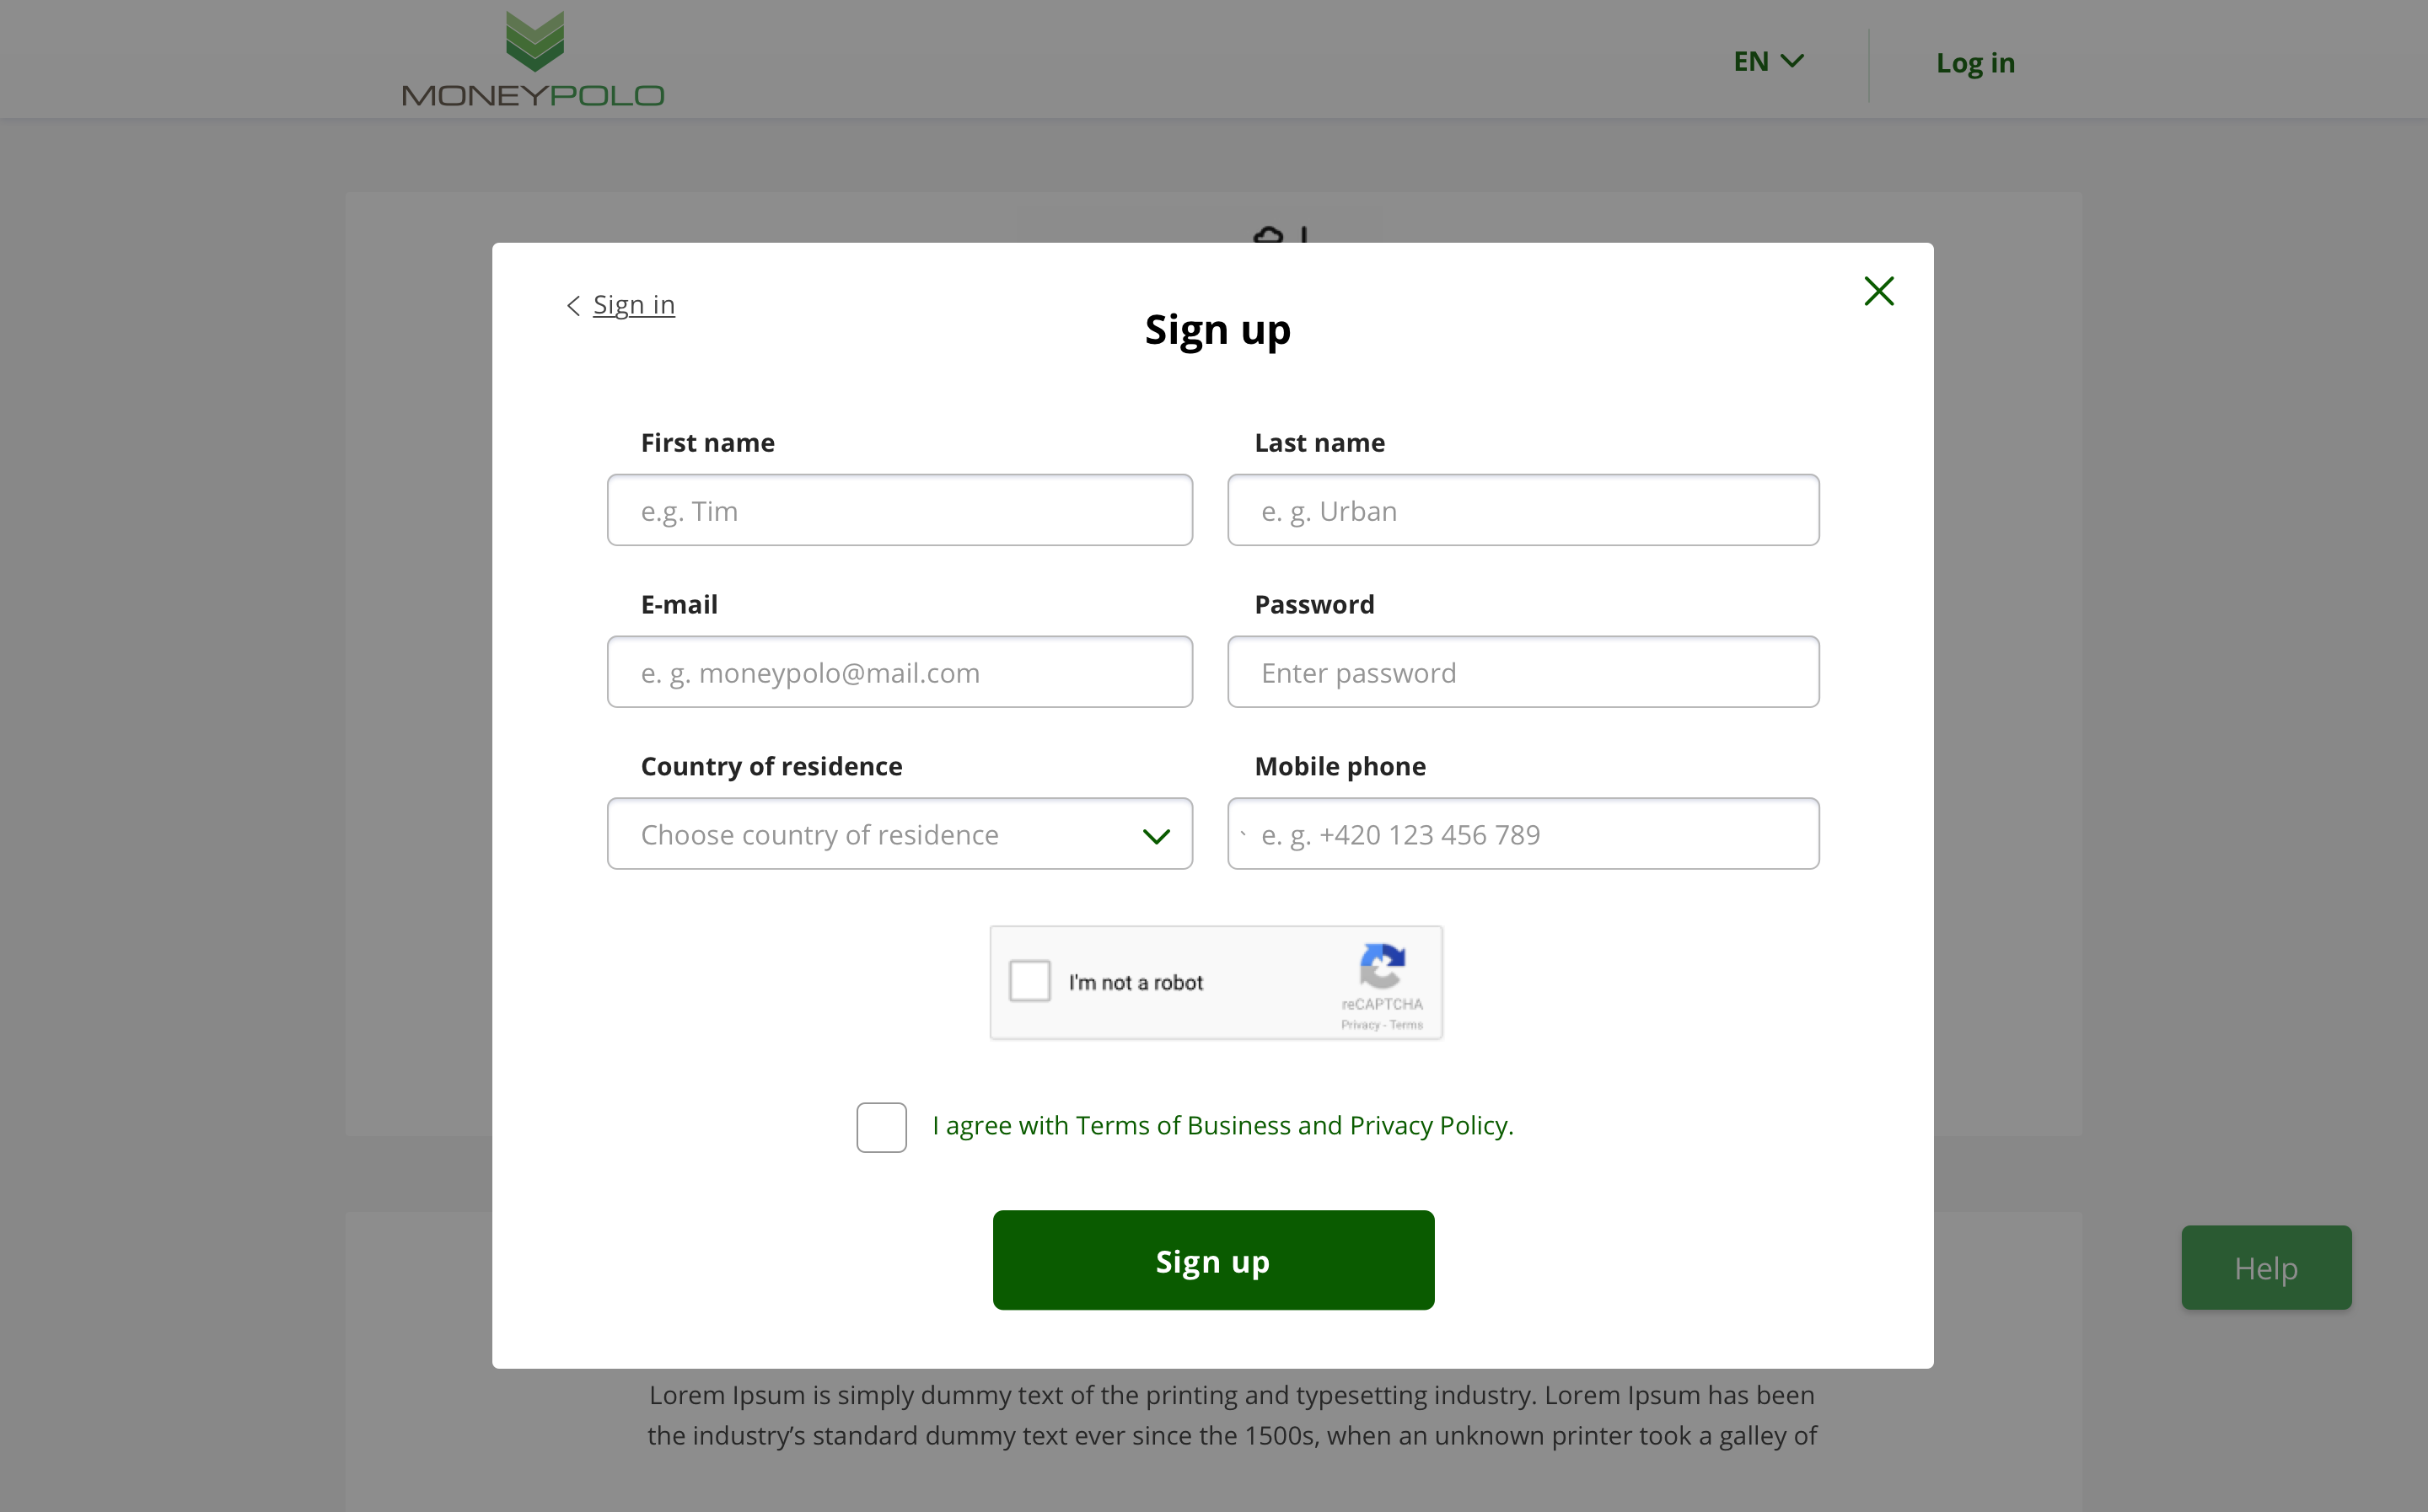 MONEYPOLO
EN
Log in
Sign in
Sign up
First name
Last name
e.g. Tim
e. g. Urban
E-mail
Password
e. g. moneypolo@mail.com
Enter password
Country of residence
Mobile phone
Choose country of residence
` e. g. +420 123 456 789
I'm not a robot
reCAPTCHA
Privacy - Terms
I agree with Terms of Business and Privacy Policy.
Sign up
Help
Lorem Ipsum is simply dummy text of the printing and typesetting industry. Lorem Ipsum has been
the industry’s standard dummy text ever since the 1500s, when an unknown printer took a galley of